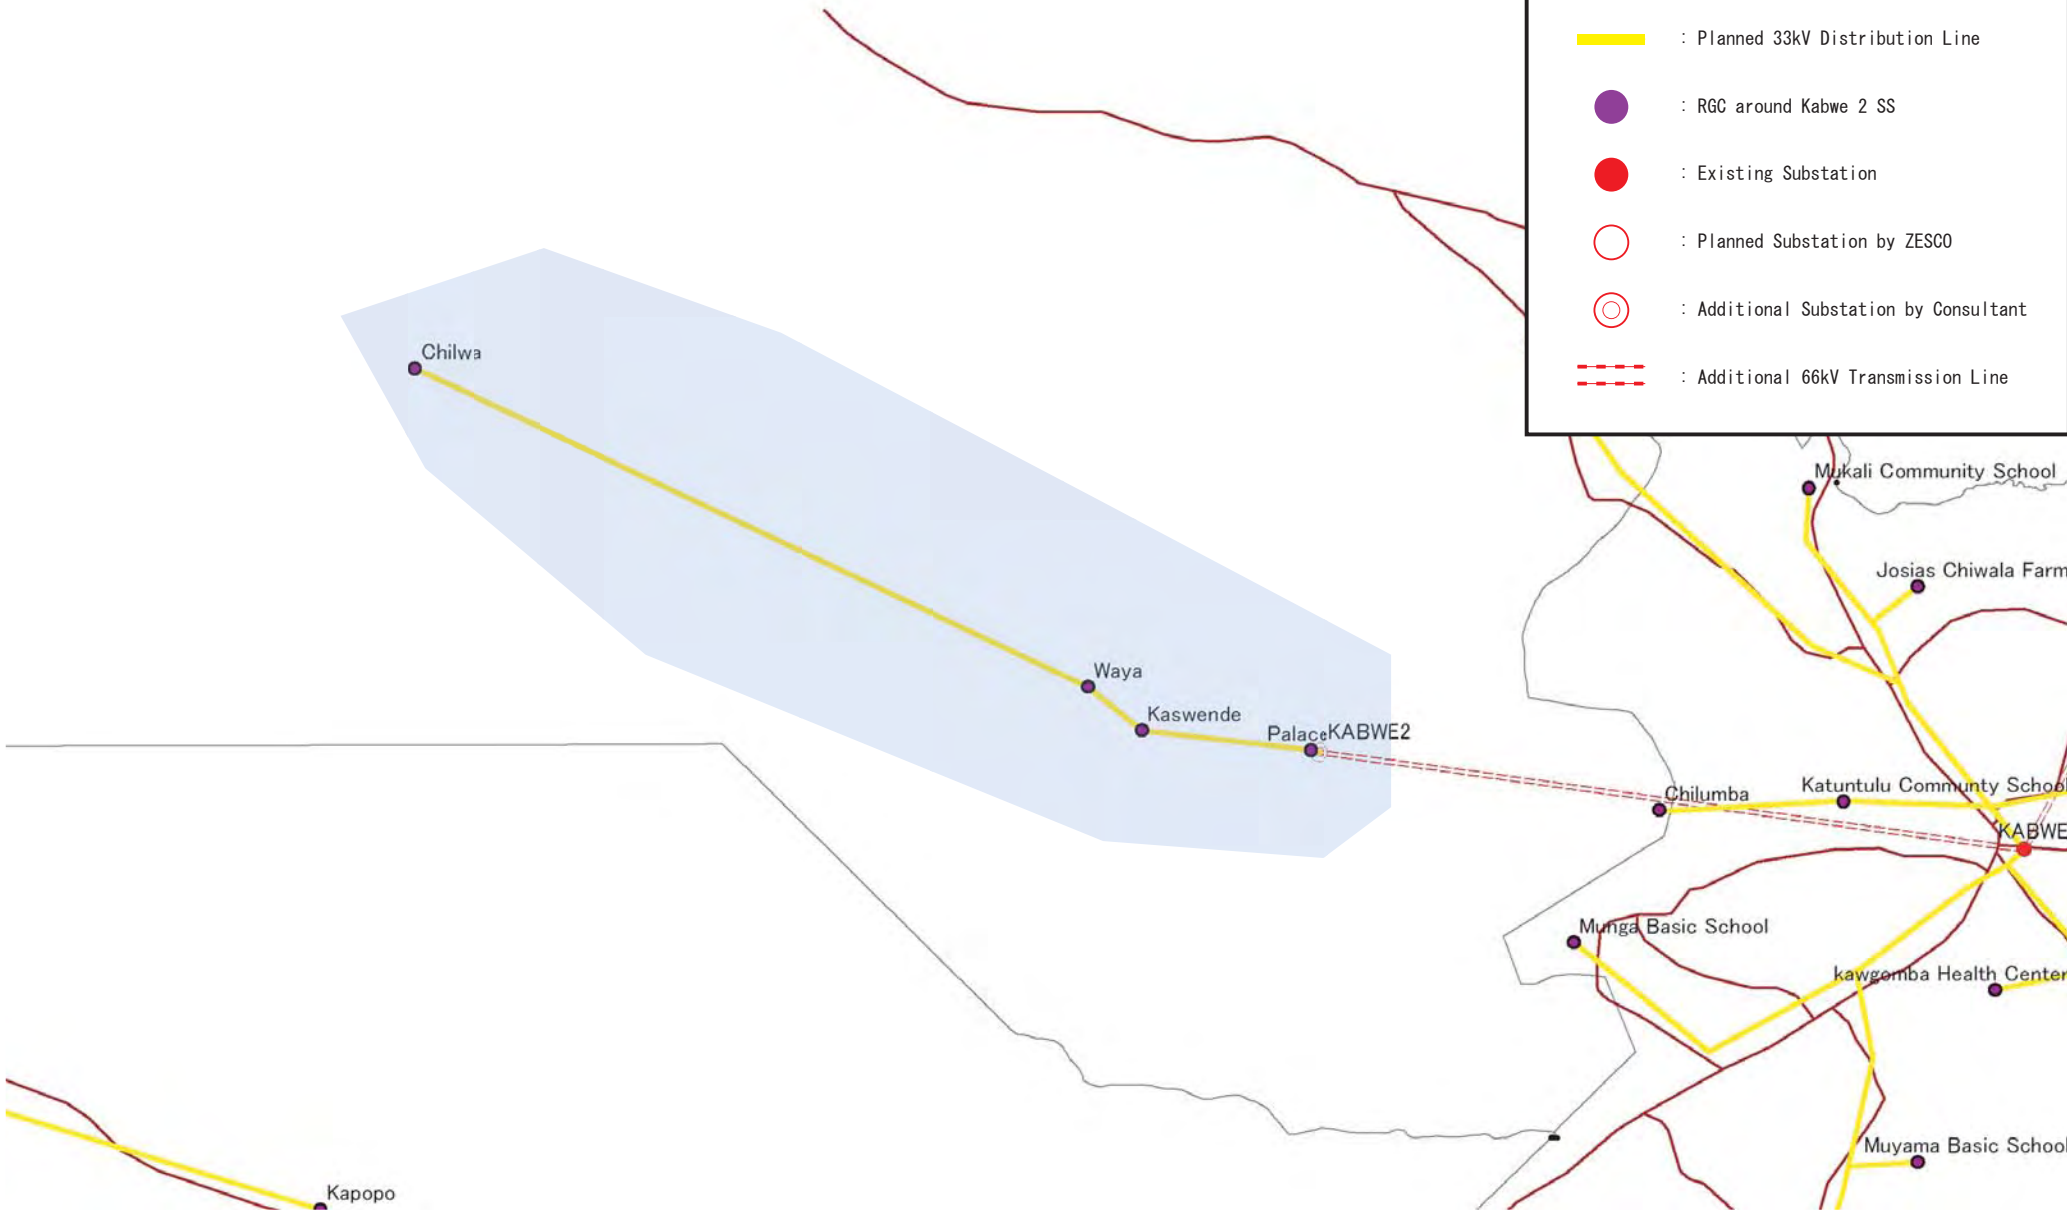 : Planned 33kV Distribution Line
: RGC around Kabwe 2 SS
: Existing Substation
: Planned Substation by ZESCO
: Additional Substation by Consultant
: Additional 66kV Transmission Line
Chilwa
Mukali Community School
Josias Chiwala Farm
Waya
Kaswende
Palace
KABWE2
Chilumba
Katuntulu Communty School
KABWE
Munga Basic School
kawgomba Health Center
Muyama Basic School
Kapopo